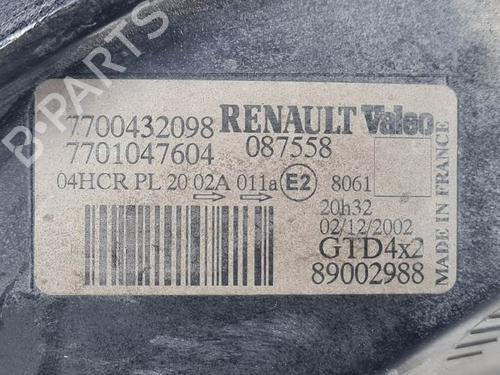 7700432098 RENAULT Valeo
7701047604 087558
04HCR PL 20 02A 011a E2 8061
20h32
02/12/2002
GTD4x2
89002988
MADE IN FRANCE
B-PARTS